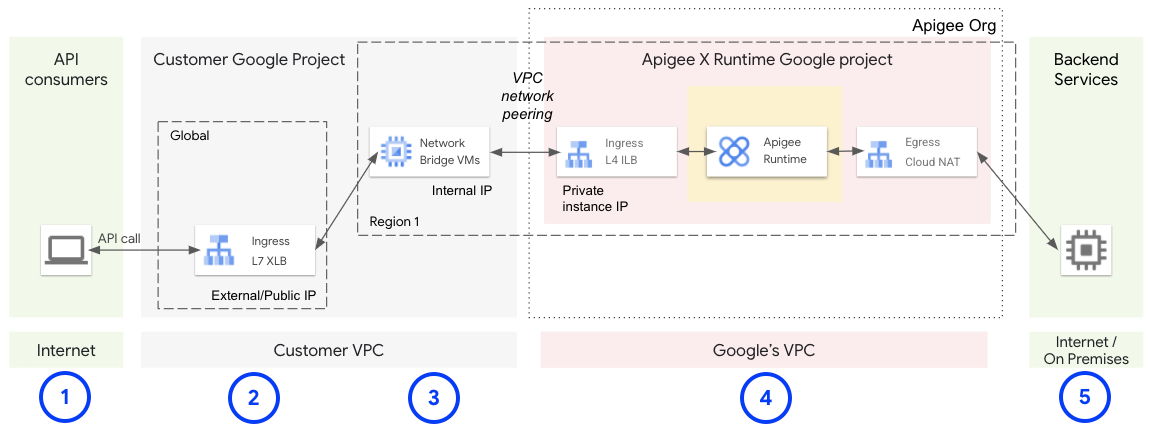 Apigee Org
API
consumers
Customer Google Project
Apigee X Runtime Google project
Backend
Services
VPC
network
peering
Global
Network
Bridge VMs
Ingress
L4 ILB
Apigee
Runtime
Egress
Cloud NAT
Internal IP
Private
instance IP
Region 1
API call
Ingress
L7 XLB
External/Public IP
Internet
Customer VPC
Google's VPC
Internet /
On Premises
1
2
3
4
5